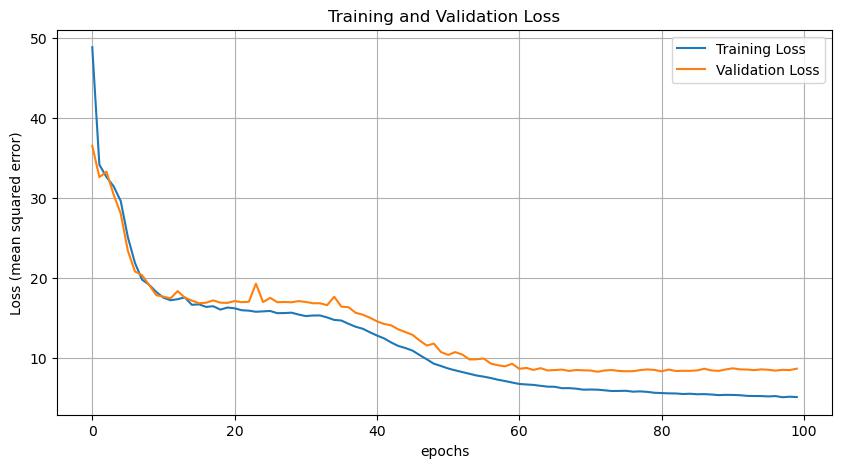 Training and Validation Loss
Training Loss
Validation Loss
Loss (mean squared error)
50
40
30
20
10
0
20
40
60
80
100
epochs